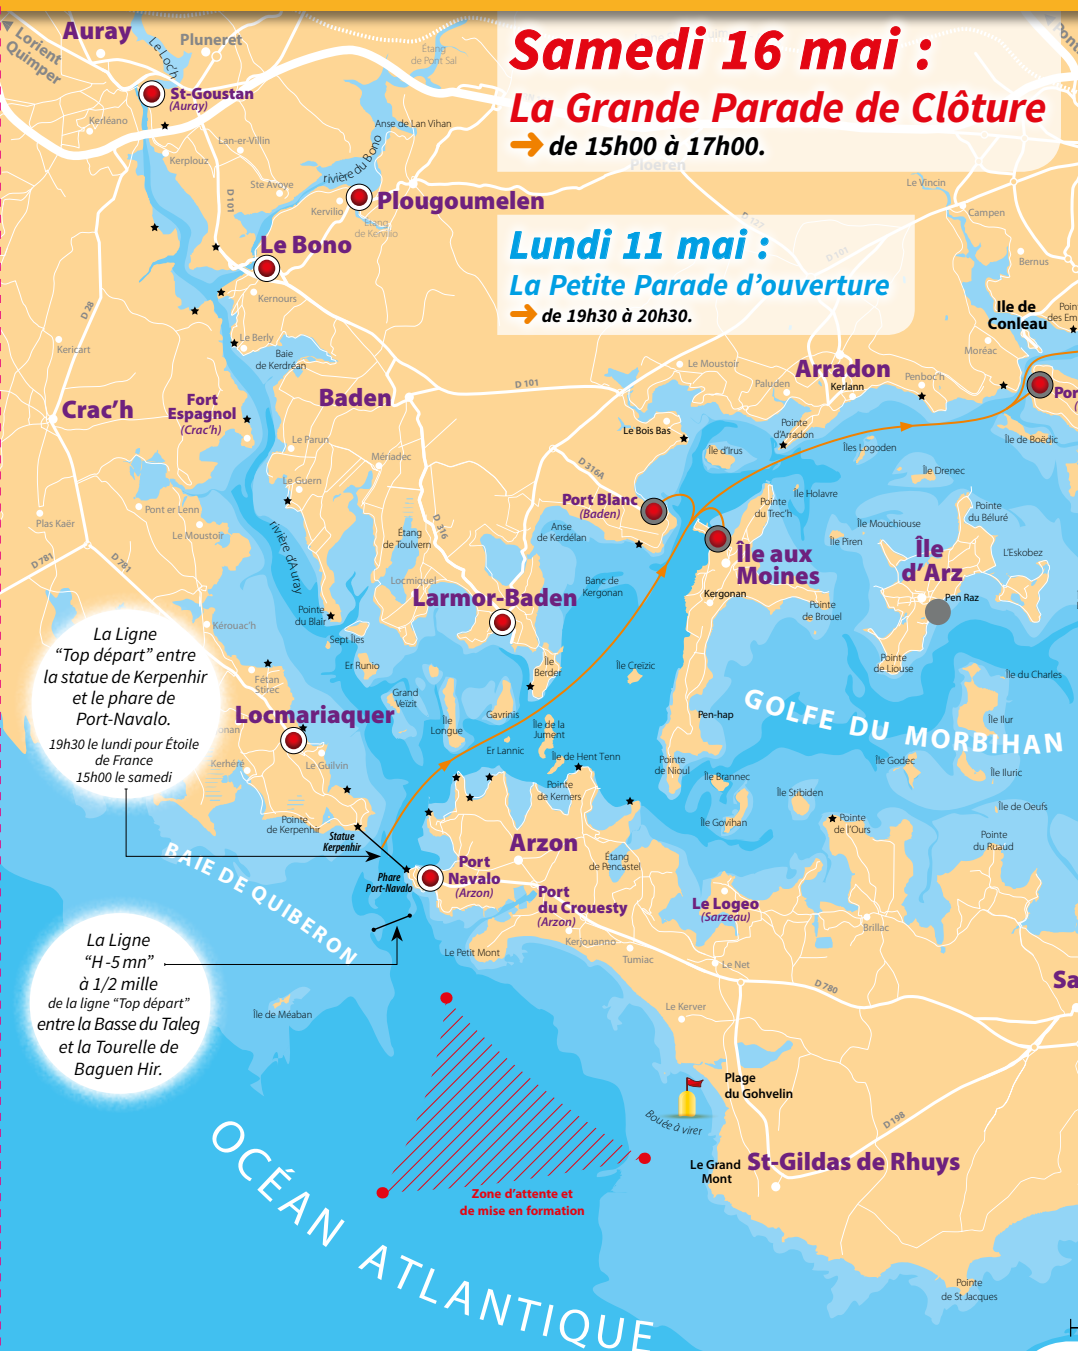 Auray
Lorient
Quimper
Le Loc'h
Pluneret
Étang
de Pont Sal
Samedi 16 mai :
La Grande Parade de Clôture
de 15h00 à 17h00.
Ploeren
St-Goustan
(Auray)
Kerléano
Kerplouz
Lan-er-Villin
Anse de Lan Vihan
rivière du Bono
Ste Avoye
D 101
Kervilio
Plougoumelen
Étang
de Kervilio
Le Vincin
Campen
D 127
D 101
Bernus
Lundi 11 mai :
La Petite Parade d'ouverture
de 19h30 à 20h30.
Le Bono
Kernours
D 28
Kericart
Le Berly
Baie
de Kerdréan
Ile de
Conleau
Moréac
Le Moustoir
Arradon
Kerlann
Paluden
Penboc'h
D 101
Baden
Crac'h
Fort
Espagnol
(Crac'h)
Le Parun
Mériadec
Le Guern
Le Bois Bas
Pointe
d'Arradon
Île d'Irus
Îles Logoden
Île de Boëdic
Île Drenec
D 316A
Port Blanc
(Baden)
Pointe
du Trec'h
Île Holavre
Île Mouchiouse
Île Piren
Pointe
du Béluré
L'Eskobez
Plas Kaër
Pont er Lenn
Le Moustoir
D 781
D 781
rivière d'Auray
Étang
de Toulvern
D 316
Anse
de Kerdélan
Île aux
Moines
Île
d'Arz
Pen Raz
Kergonan
Banc de
Kergonan
Locmiquel
Larmor-Baden
Pointe
du Blair
Kérouac'h
Sept Îles
Er Runio
Pointe
de Brouel
Pointe
de Liouse
Île du Charles
La Ligne
“Top départ” entre
la statue de Kerpenhir
et le phare de
Port-Navalo.
19h30 le lundi pour Étoile
de France
15h00 le samedi
Fétan
Stirec
Grand
Veïzit
Île
Berder
Île Creizic
Locmariaquer
Île
Longue
Gavrinis
Île de la
Jument
Er Lannic
Île de Hent Tenn
Pen-hap
GOLFE DU MORBIHAN
Île Ilur
Île Iluric
Île Godec
Île de Oeufs
Kerhéré
Le Guilvin
Pointe
de Nioul
Île Brannec
Île Stibiden
Île Govihan
Pointe
de l'Ours
Pointe
du Ruaud
Pointe
de Kerners
Pointe
de Kerpenhir
Statue
Kerpenhir
Phare
Port-Navalo
Arzon
Port
Navalo
(Arzon)
Étang
de Pencastel
Port
du Crouesty
(Arzon)
Le Logeo
(Sarzeau)
Brillac
Kerjouanno
Tumiac
Le Net
Le Petit Mont
BAIE DE QUIBERON
La Ligne
“H -5 mn”
à 1/2 mille
de la ligne “Top départ”
entre la Basse du Taleg
et la Tourelle de
Baguen Hir.
Île de Méaban
D 780
Le Kerver
Plage
du Gohvelin
Bouée à virer
D 198
Le Grand
Mont
St-Gildas de Rhuys
Zone d'attente et
de mise en formation
OCÉAN ATLANTIQUE
Pointe
de St Jacques